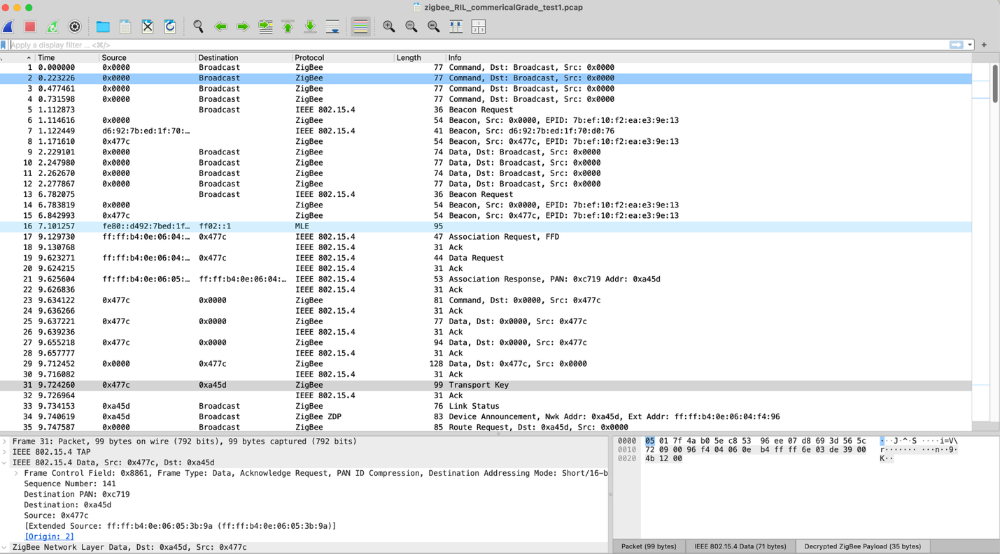 zigbee_RIL_commericalGrade_test1.pcap
Apply a display filter ... <⌘/>
Time Source Destination Protocol Length Info
1 0.000000 0x0000 Broadcast ZigBee 77 Command, Dst: Broadcast, Src: 0x0000
2 0.223226 0x0000 Broadcast ZigBee 77 Command, Dst: Broadcast, Src: 0x0000
3 0.477461 0x0000 Broadcast ZigBee 77 Command, Dst: Broadcast, Src: 0x0000
4 0.731598 0x0000 Broadcast ZigBee 77 Command, Dst: Broadcast, Src: 0x0000
5 1.112873 Broadcast IEEE 802.15.4 36 Beacon Request
6 1.114616 0x0000 ZigBee 54 Beacon, Src: 0x0000, EPID: 7b:ef:10:f2:ea:e3:9e:13
7 1.122449 d6:92:7b:ed:1f:70:… IEEE 802.15.4 41 Beacon, Src: d6:92:7b:ed:1f:70:d0:76
8 1.171610 0x477c ZigBee 54 Beacon, Src: 0x477c, EPID: 7b:ef:10:f2:ea:e3:9e:13
9 2.229101 0x0000 Broadcast ZigBee 74 Data, Dst: Broadcast, Src: 0x0000
10 2.247980 0x0000 Broadcast ZigBee 77 Data, Dst: Broadcast, Src: 0x0000
11 2.262670 0x0000 Broadcast ZigBee 74 Data, Dst: Broadcast, Src: 0x0000
12 2.277867 0x0000 Broadcast ZigBee 77 Data, Dst: Broadcast, Src: 0x0000
13 6.782075 Broadcast IEEE 802.15.4 36 Beacon Request
14 6.783819 0x0000 ZigBee 54 Beacon, Src: 0x0000, EPID: 7b:ef:10:f2:ea:e3:9e:13
15 6.842993 0x477c ZigBee 54 Beacon, Src: 0x477c, EPID: 7b:ef:10:f2:ea:e3:9e:13
16 7.101257 fe80::d492:7bed:1f… ff02::1 MLE 95
17 9.129730 ff:ff:b4:0e:06:04:… 0x477c IEEE 802.15.4 47 Association Request, FFD
18 9.130768 IEEE 802.15.4 31 Ack
19 9.623271 ff:ff:b4:0e:06:04:… 0x477c IEEE 802.15.4 44 Data Request
20 9.624215 IEEE 802.15.4 31 Ack
21 9.625604 ff:ff:b4:0e:06:05:… ff:ff:b4:0e:06:04:… IEEE 802.15.4 53 Association Response, PAN: 0xc719 Addr: 0xa45d
22 9.626836 IEEE 802.15.4 31 Ack
23 9.634122 0x477c 0x0000 ZigBee 81 Command, Dst: 0x0000, Src: 0x477c
24 9.636266 IEEE 802.15.4 31 Ack
25 9.637221 0x477c 0x0000 ZigBee 77 Data, Dst: 0x0000, Src: 0x477c
26 9.639236 IEEE 802.15.4 31 Ack
27 9.655218 0x477c 0x0000 ZigBee 94 Data, Dst: 0x0000, Src: 0x477c
28 9.657777 IEEE 802.15.4 31 Ack
29 9.712452 0x0000 0x477c ZigBee 128 Data, Dst: 0x477c, Src: 0x0000
30 9.716082 IEEE 802.15.4 31 Ack
31 9.724260 0x477c 0xa45d ZigBee 99 Transport Key
32 9.726964 IEEE 802.15.4 31 Ack
33 9.734153 0xa45d Broadcast ZigBee 76 Link Status
34 9.740619 0xa45d Broadcast ZigBee ZDP 83 Device Announcement, Nwk Addr: 0xa45d, Ext Addr: ff:ff:b4:0e:06:04:f4:96
35 9.747587 0x0000 Broadcast ZigBee 85 Route Request, Dst: 0xa45d, Src: 0x0000
Frame 31: Packet, 99 bytes on wire (792 bits), 99 bytes captured (792 bits)
IEEE 802.15.4 TAP
IEEE 802.15.4 Data, Src: 0x477c, Dst: 0xa45d
Frame Control Field: 0x8861, Frame Type: Data, Acknowledge Request, PAN ID Compression, Destination Addressing Mode: Short/16-b
Sequence Number: 141
Destination PAN: 0xc719
Destination: 0xa45d
Source: 0x477c
[Extended Source: ff:ff:b4:0e:06:05:3b:9a (ff:ff:b4:0e:06:05:3b:9a)]
[Origin: 2]
ZigBee Network Layer Data, Dst: 0xa45d, Src: 0x477c
0000 05 01 7f 4a b0 5e c8 53 96 ee 07 d8 69 3d 56 5c ···J·^·S ····i=V\
0010 72 09 00 96 f4 04 06 0e b4 ff ff 6e 03 de 39 00 r······· ···n··9·
0020 4b 12 00 K··
Packet (99 bytes) IEEE 802.15.4 Data (71 bytes) Decrypted ZigBee Payload (35 bytes)